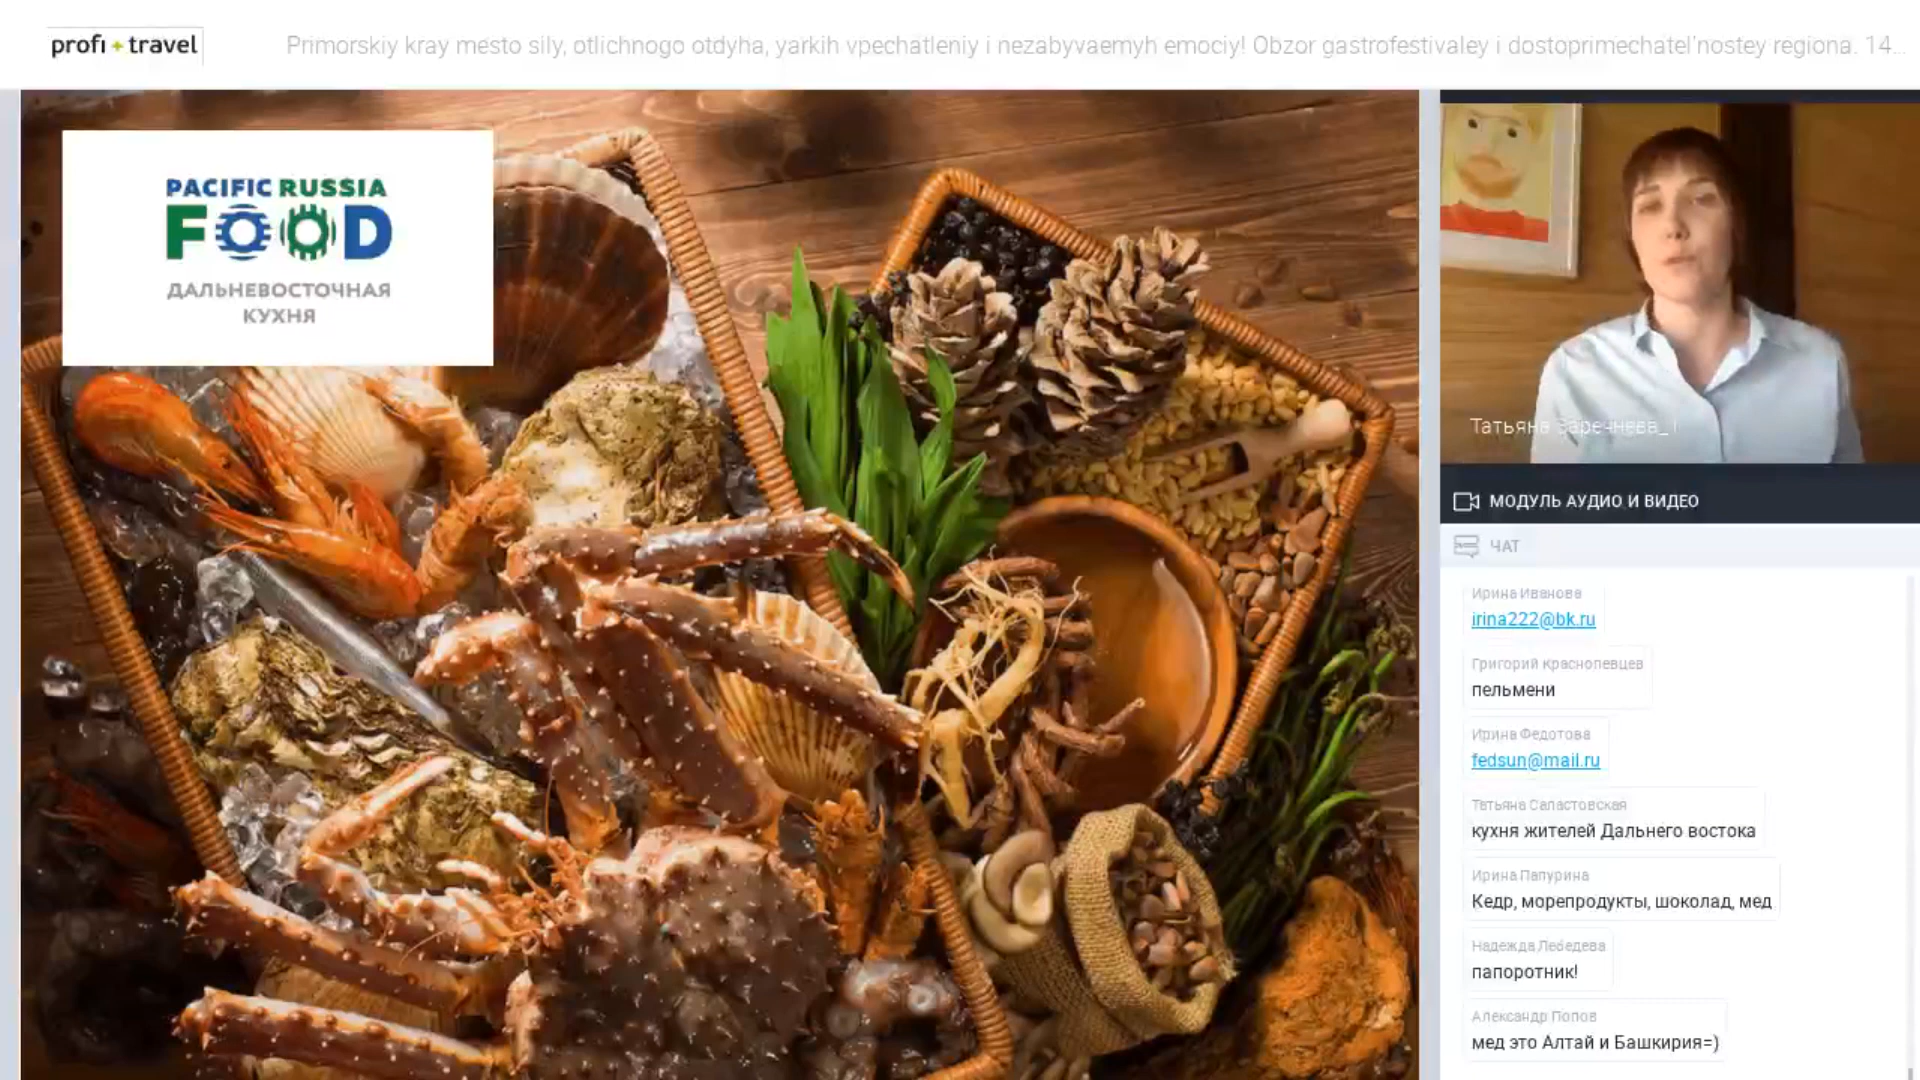 profi + travel
Primorskiy kray mesto sily, otlichnogo otdyha, yarkih vpechatleniy i nezabyvaemyh emociy! Obzor gastrofestivaley i dostoprimechatel'nostey regiona. 14...
PACIFIC RUSSIA
FOOD
ДАЛЬНЕВОСТОЧНАЯ
КУХНЯ
Татьяна Заречнева_1
МОДУЛЬ АУДИО И ВИДЕО
ЧАТ
Ирина Иванова
irina222@bk.ru
Григорий Краснопевцев
пельмени
Ирина Федотова
fedsun@mail.ru
Татьяна Сапастовская
кухня жителей Дальнего востока
Ирина Папурина
Кедр, морепродукты, шоколад, мед
Надежда Лебедева
папоротник!
Александр Попов
мед это Алтай и Башкирия=)